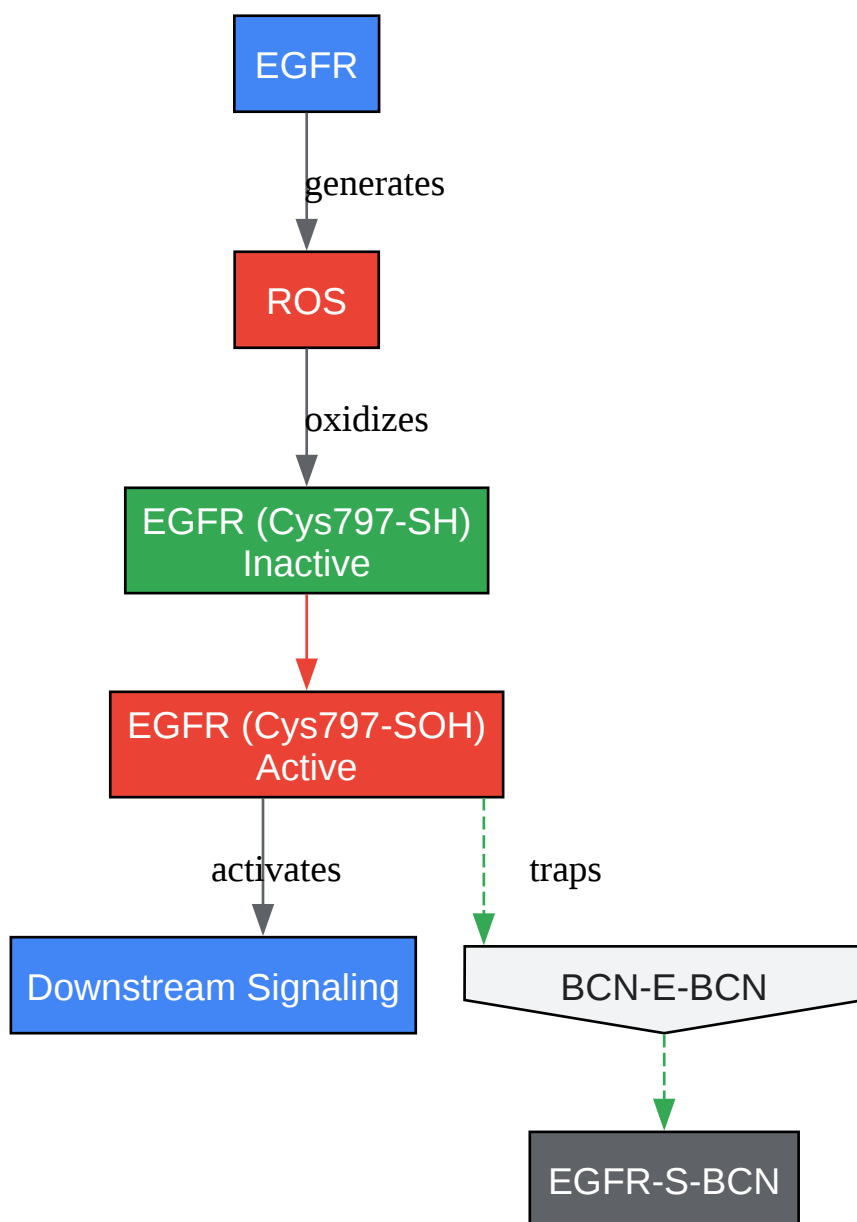 EGFR
generates
ROS
oxidizes
EGFR (Cys797-SH)
Inactive
EGFR (Cys797-SOH)
Active
activates
traps
Downstream Signaling
BCN-E-BCN
EGFR-S-BCN